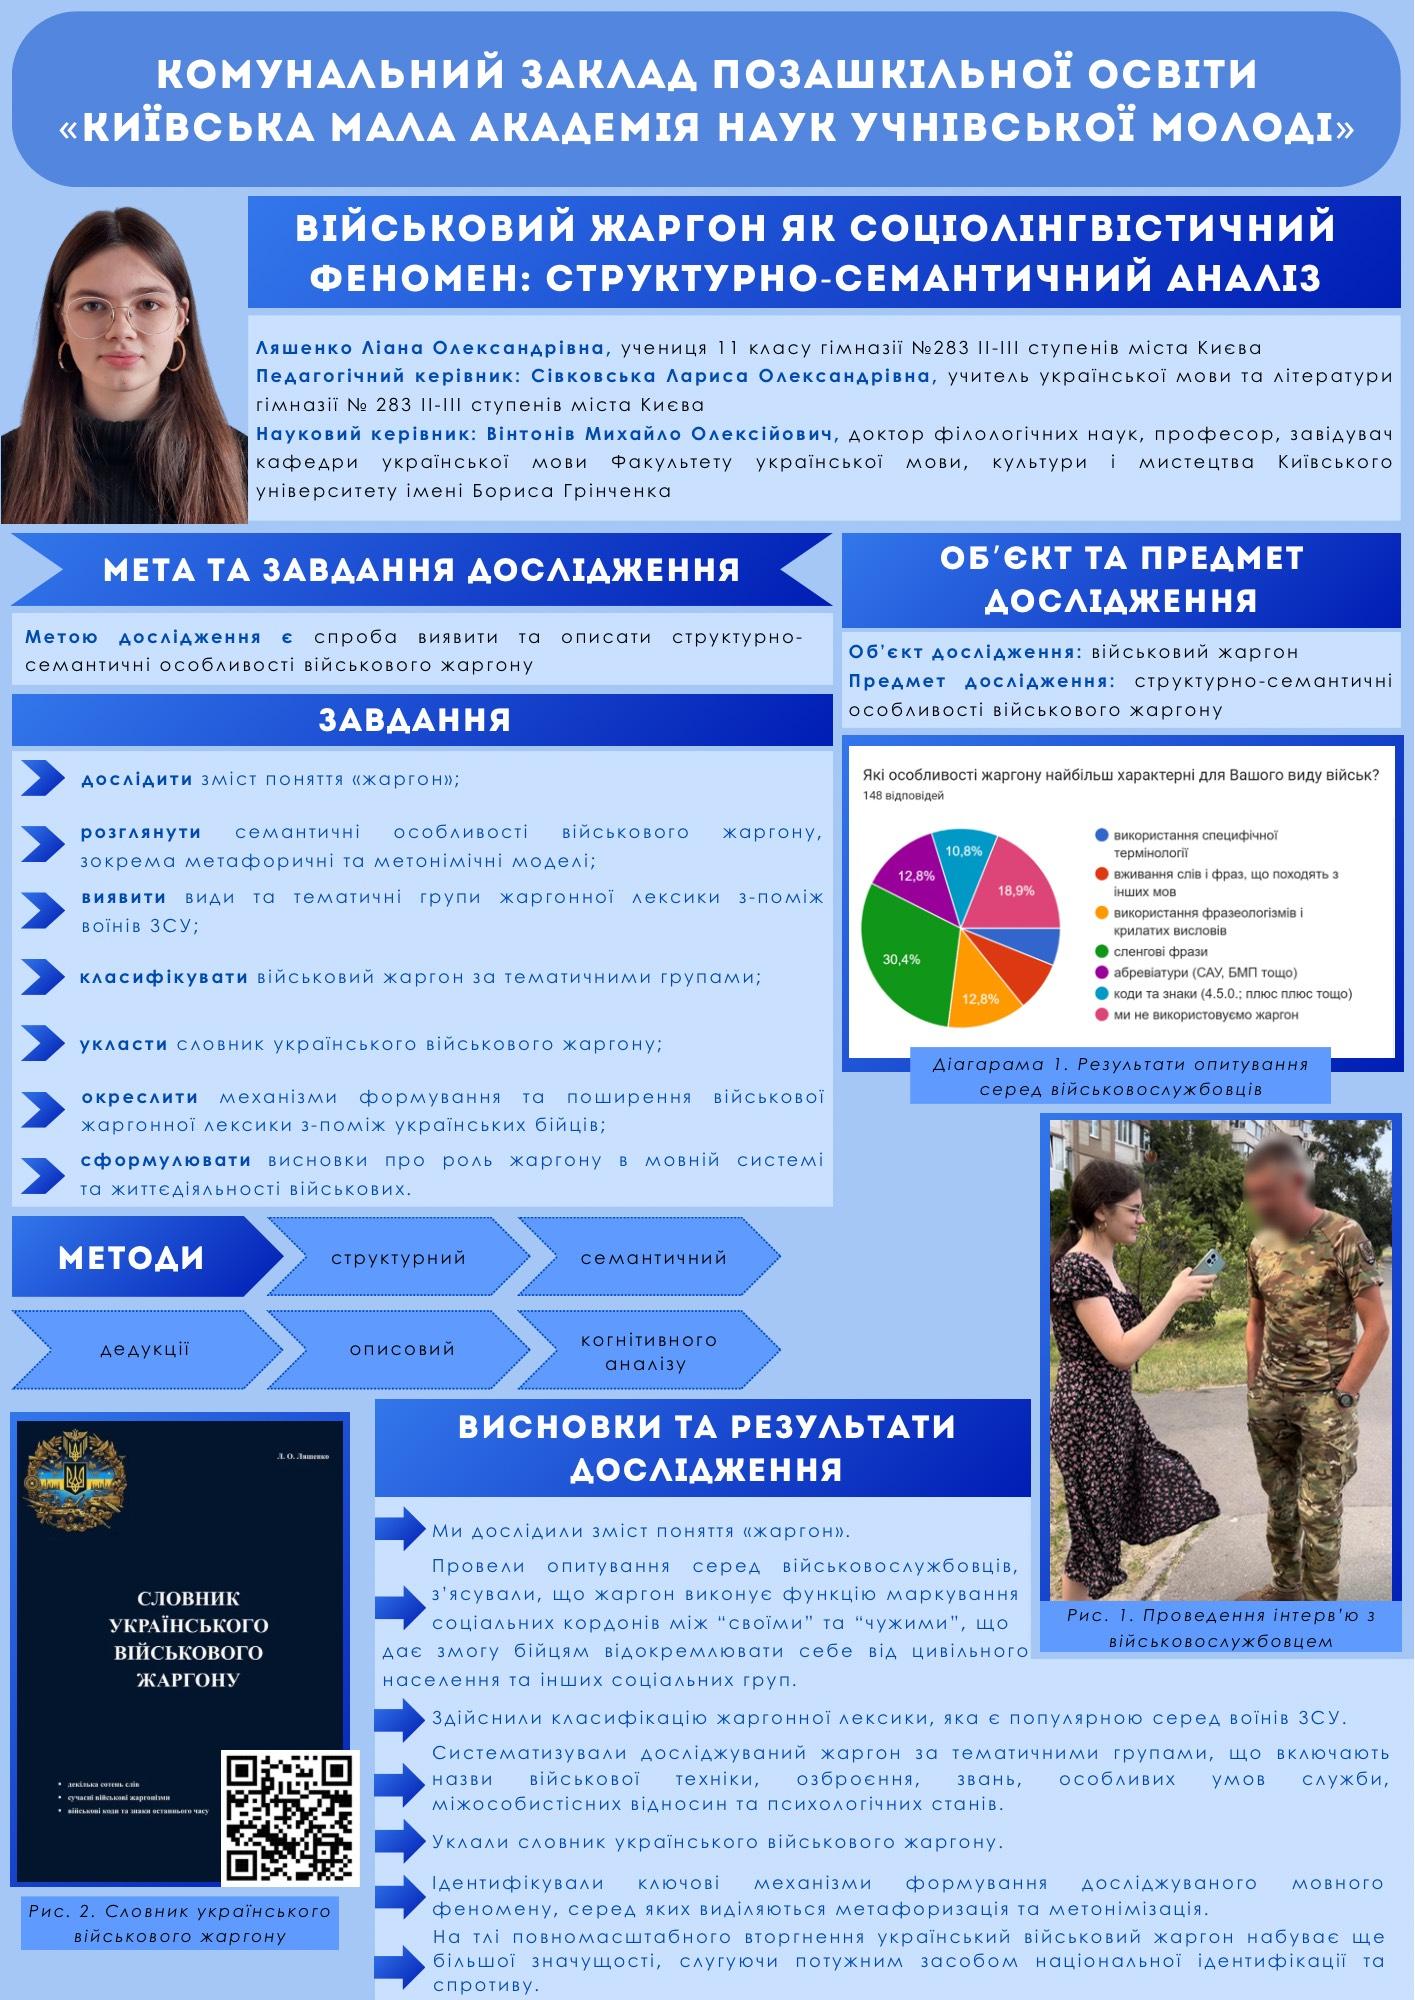 КОМУНАЛЬНИЙ ЗАКЛАД ПОЗАШКІЛЬНОЇ ОСВІТИ
«КИЇВСЬКА МАЛА АКАДЕМІЯ НАУК УЧНІВСЬКОЇ МОЛОДІ»
ВІЙСЬКОВИЙ ЖАРГОН ЯК СОЦІОЛІНГВІСТИЧНИЙ
ФЕНОМЕН: СТРУКТУРНО-СЕМАНТИЧНИЙ АНАЛІЗ
Ляшенко Ліана Олександрівна, учениця 11 класу гімназії №283 ІІ-ІІІ ступенів міста Києва
Педагогічний керівник: Сівковська Лариса Олександрівна, учитель української мови та літератури
гімназії № 283 ІІ-ІІІ ступенів міста Києва
Науковий керівник: Вінтонів Михайло Олексійович, доктор філологічних наук, професор, завідувач
кафедри української мови Факультету української мови, культури і мистецтва Київського
університету імені Бориса Грінченка
МЕТА ТА ЗАВДАННЯ ДОСЛІДЖЕННЯ
Метою дослідження є спроба виявити та описати структурно-
семантичні особливості військового жаргону
ЗАВДАННЯ
дослідити зміст поняття «жаргон»;
розглянути семантичні особливості військового жаргону,
зокрема метафоричні та метонімічні моделі;
виявити види та тематичні групи жаргонної лексики з-поміж
воїнів ЗСУ;
класифікувати військовий жаргон за тематичними групами;
укласти словник українського військового жаргону;
окреслити механізми формування та поширення військової
жаргонної лексики з-поміж українських бійців;
сформулювати висновки про роль жаргону в мовній системі
та життєдіяльності військових.
ОБ'ЄКТ ТА ПРЕДМЕТ
ДОСЛІДЖЕННЯ
Об'єкт дослідження: військовий жаргон
Предмет дослідження: структурно-семантичні
особливості військового жаргону
Які особливості жаргону найбільш характерні для Вашого виду військ?
148 відповідей
10,8%
12,8%
18,9%
30,4%
12,8%
використання специфічної
термінології
вживання слів і фраз, що походять з
інших мов
використання фразеологізмів і
крилатих висловів
сленгові фрази
абревіатури (САУ, БМП тощо)
коди та знаки (4.5.0.; плюс плюс тощо)
ми не використовуємо жаргон
Діагарама 1. Результати опитування
серед військовослужбовців
МЕТОДИ
структурний
семантичний
дедукції
описовий
когнітивного
аналізу
Рис. 1. Проведення інтерв'ю з
військовослужбовцем
Л. О. Ляшенко
СЛОВНИК
УКРАЇНСЬКОГО
ВІЙСЬКОВОГО
ЖАРГОНУ
• декілька сотень слів
• сучасні військові жаргонізми
• військові коди та знаки останнього часу
Рис. 2. Словник українського
військового жаргону
ВИСНОВКИ ТА РЕЗУЛЬТАТИ
ДОСЛІДЖЕННЯ
Ми дослідили зміст поняття «жаргон».
Провели опитування серед військовослужбовців,
з'ясували, що жаргон виконує функцію маркування
соціальних кордонів між “своїми” та “чужими”, що
дає змогу бійцям відокремлювати себе від цивільного
населення та інших соціальних груп.
Здійснили класифікацію жаргонної лексики, яка є популярною серед воїнів ЗСУ.
Систематизували досліджуваний жаргон за тематичними групами, що включають
назви військової техніки, озброєння, звань, особливих умов служби,
міжособистісних відносин та психологічних станів.
Уклали словник українського військового жаргону.
Ідентифікували ключові механізми формування досліджуваного мовного
феномену, серед яких виділяються метафоризація та метонімізація.
На тлі повномасштабного вторгнення український військовий жаргон набуває ще
більшої значущості, слугуючи потужним засобом національної ідентифікації та
спротиву.